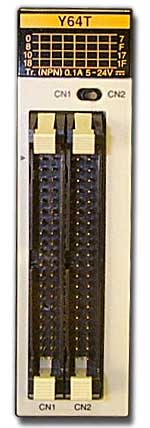 Y64T
0 7
8 F
10 17
18 1F
Tr. (NPN) 0.1A 5-24V
CN1 CN2
CN1 CN2